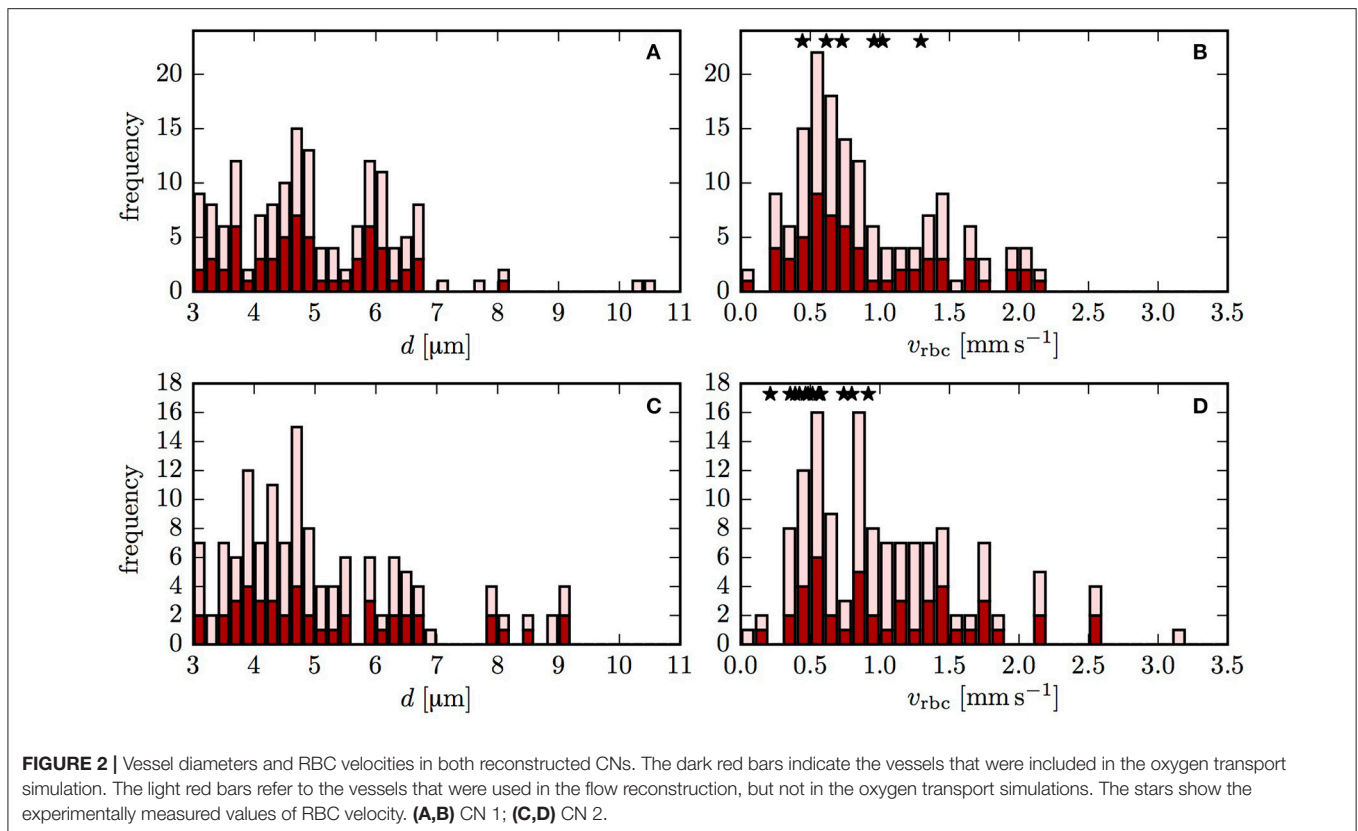 A
frequency
20
15
10
5
0
3 4 5 6 7 8 9 10 11
d [μm]
B
20
15
10
5
0
0.0 0.5 1.0 1.5 2.0 2.5 3.0 3.5
v_rbc [mm s⁻¹]
C
frequency
18
16
14
12
10
8
6
4
2
0
3 4 5 6 7 8 9 10 11
d [μm]
D
18
16
14
12
10
8
6
4
2
0
0.0 0.5 1.0 1.5 2.0 2.5 3.0 3.5
v_rbc [mm s⁻¹]
FIGURE 2 | Vessel diameters and RBC velocities in both reconstructed CNs. The dark red bars indicate the vessels that were included in the oxygen transport
simulation. The light red bars refer to the vessels that were used in the flow reconstruction, but not in the oxygen transport simulations. The stars show the
experimentally measured values of RBC velocity. (A,B) CN 1; (C,D) CN 2.